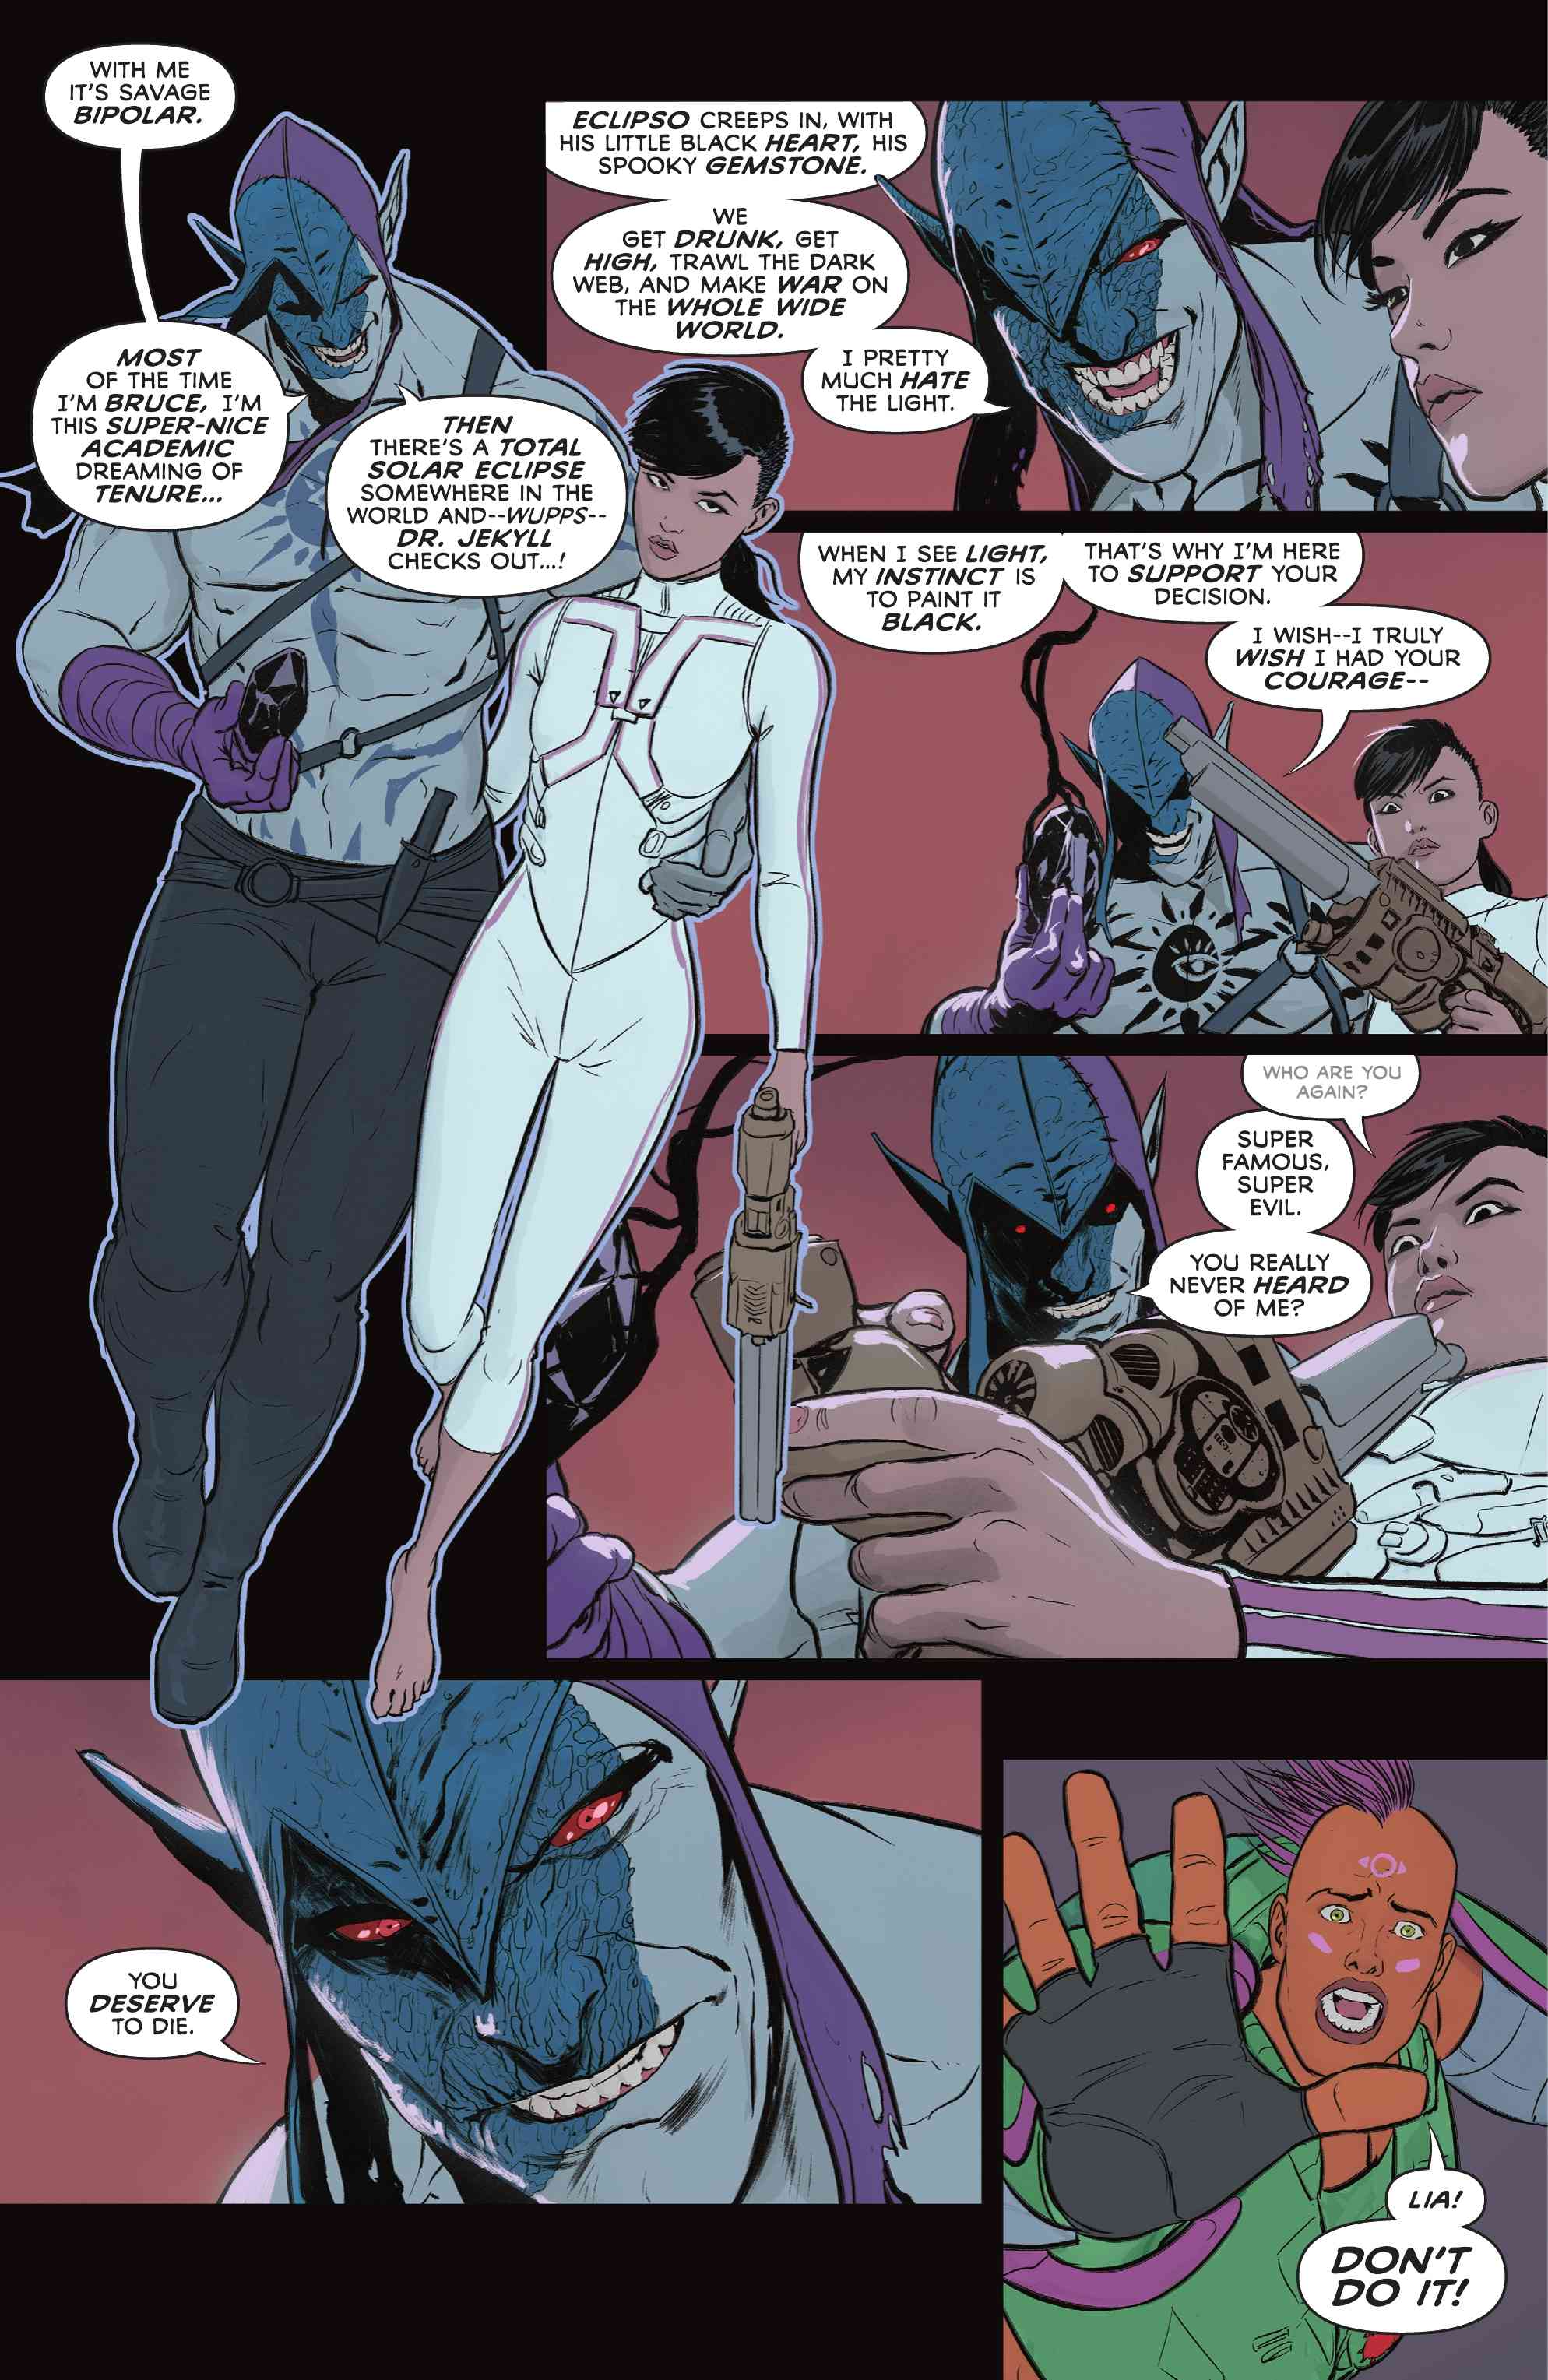 WITH ME
IT'S SAVAGE
BIPOLAR.
MOST
OF THE TIME
I'M BRUCE, I'M
THIS SUPER-NICE
ACADEMIC
DREAMING OF
TENURE...
THEN
THERE'S A TOTAL
SOLAR ECLIPSE
SOMEWHERE IN THE
WORLD AND--WUPPS--
DR. JEKYLL
CHECKS OUT...!
ECLIPSO CREEPS IN, WITH
HIS LITTLE BLACK HEART, HIS
SPOOKY GEMSTONE.
WE
GET DRUNK, GET
HIGH, TRAWL THE DARK
WEB, AND MAKE WAR ON
THE WHOLE WIDE
WORLD.
I PRETTY
MUCH HATE
THE LIGHT.
WHEN I SEE LIGHT,
MY INSTINCT IS
TO PAINT IT
BLACK.
THAT'S WHY I'M HERE
TO SUPPORT YOUR
DECISION.
I WISH--I TRULY
WISH I HAD YOUR
COURAGE--
WHO ARE YOU
AGAIN?
SUPER
FAMOUS,
SUPER
EVIL.
YOU REALLY
NEVER HEARD
OF ME?
YOU
DESERVE
TO DIE.
LIA!
DON'T
DO IT!